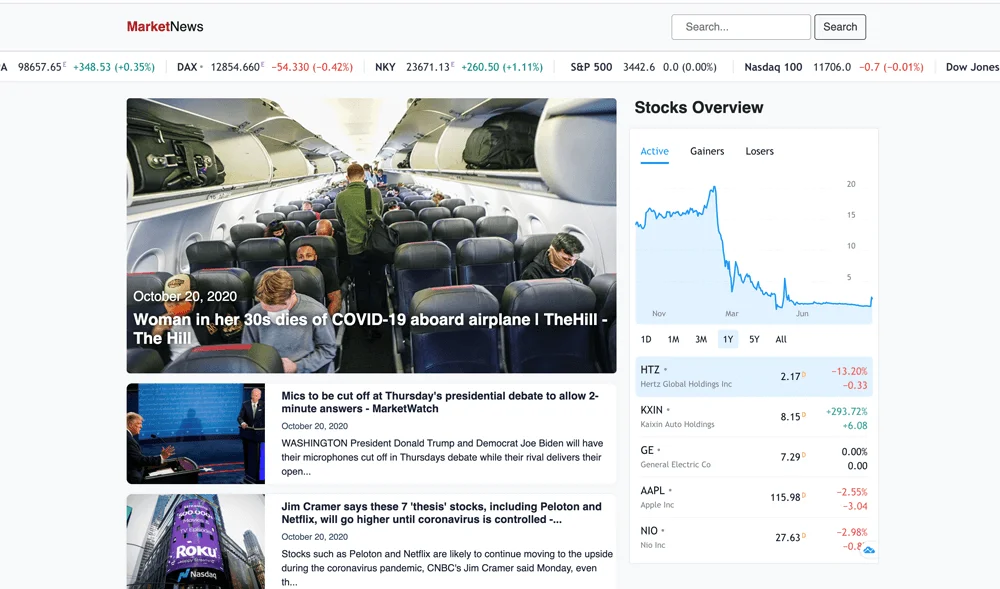 MarketNews
Search...
Search
A 98657.65 E +348.53 (+0.35%) DAX 12854.660 E -54.330 (-0.42%) NKY 23671.13 E +260.50 (+1.11%) S&P 500 3442.6 0.0 (0.00%) Nasdaq 100 11706.0 -0.7 (-0.01%) Dow Jones
October 20, 2020
Woman in her 30s dies of COVID-19 aboard airplane | TheHill -
The Hill
Mics to be cut off at Thursday's presidential debate to allow 2-
minute answers - MarketWatch
October 20, 2020
WASHINGTON President Donald Trump and Democrat Joe Biden will have
their microphones cut off in Thursdays debate while their rival delivers their
open...
ROKU
Nasdaq
Jim Cramer says these 7 'thesis' stocks, including Peloton and
Netflix, will go higher until coronavirus is controlled -...
October 20, 2020
Stocks such as Peloton and Netflix are likely to continue moving to the upside
during the coronavirus pandemic, CNBC's Jim Cramer said Monday, even
th...
Stocks Overview
Active Gainers Losers
20
15
10
5
Nov Mar Jun
1D 1M 3M 1Y 5Y All
HTZ 2.17 D −13.20%
Hertz Global Holdings Inc −0.33
KXIN 8.15 D +293.72%
Kaixin Auto Holdings +6.08
GE 7.29 D 0.00%
General Electric Co 0.00
AAPL 115.98 D −2.55%
Apple Inc −3.04
NIO 27.63 D −2.98%
Nio Inc